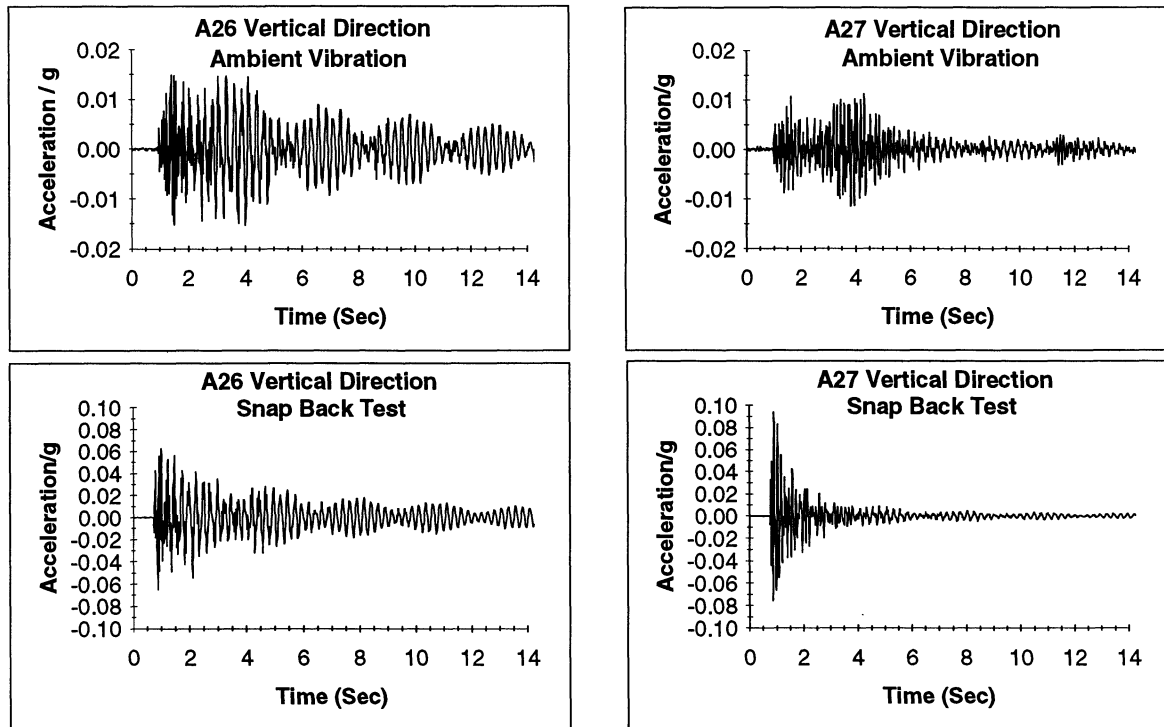 A26 Vertical Direction
Ambient Vibration
0.02
0.01
0.00
-0.01
-0.02
Acceleration / g
0 2 4 6 8 10 12 14
Time (Sec)
A27 Vertical Direction
Ambient Vibration
0.02
0.01
0.00
-0.01
-0.02
Acceleration/g
0 2 4 6 8 10 12 14
Time (Sec)
A26 Vertical Direction
Snap Back Test
0.10
0.08
0.06
0.04
0.02
0.00
-0.02
-0.04
-0.06
-0.08
-0.10
Acceleration/g
0 2 4 6 8 10 12 14
Time (Sec)
A27 Vertical Direction
Snap Back Test
0.10
0.08
0.06
0.04
0.02
0.00
-0.02
-0.04
-0.06
-0.08
-0.10
Acceleration/g
0 2 4 6 8 10 12 14
Time (Sec)